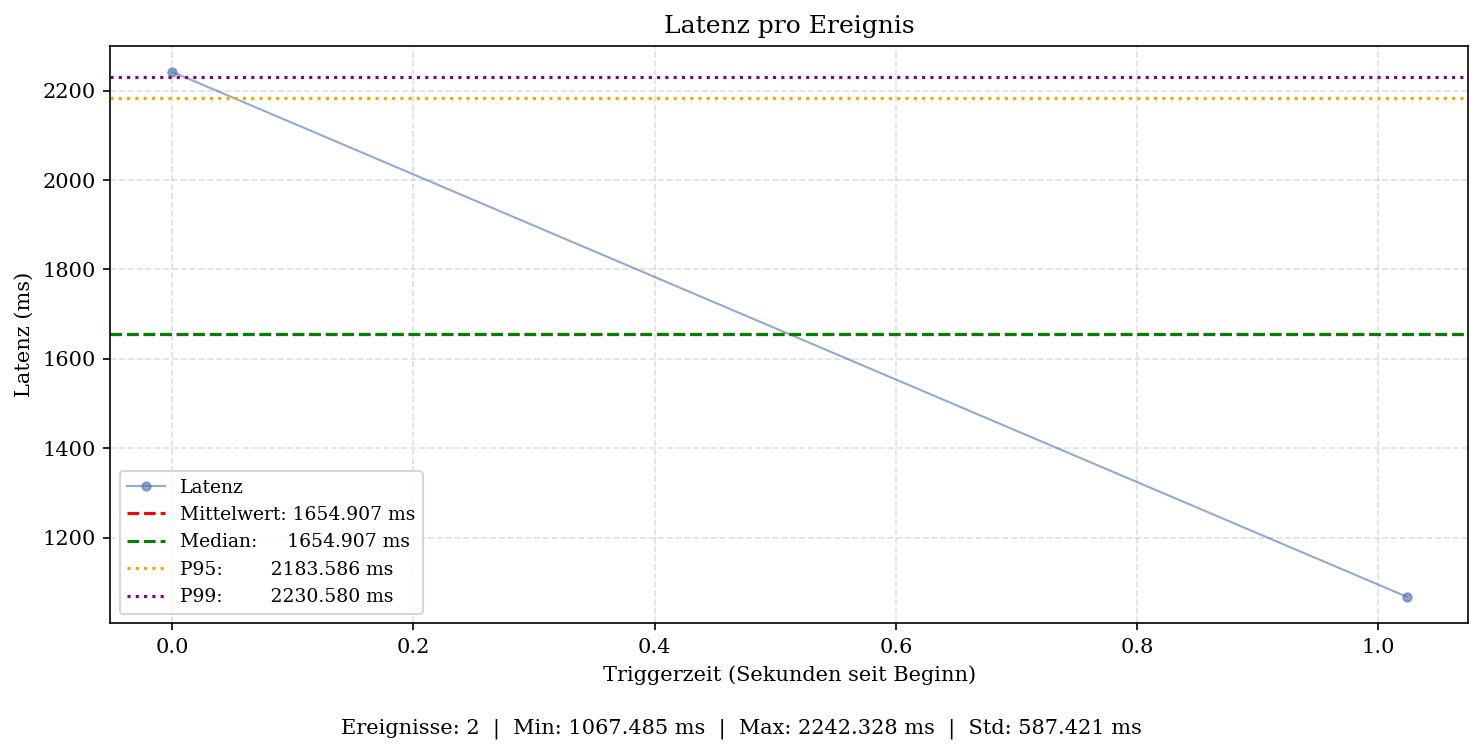 Latenz pro Ereignis
Latenz (ms)
2200
2000
1800
1600
1400
1200
Latenz
Mittelwert: 1654.907 ms
Median: 1654.907 ms
P95: 2183.586 ms
P99: 2230.580 ms
0.0 0.2 0.4 0.6 0.8 1.0
Triggerzeit (Sekunden seit Beginn)
Ereignisse: 2 | Min: 1067.485 ms | Max: 2242.328 ms | Std: 587.421 ms